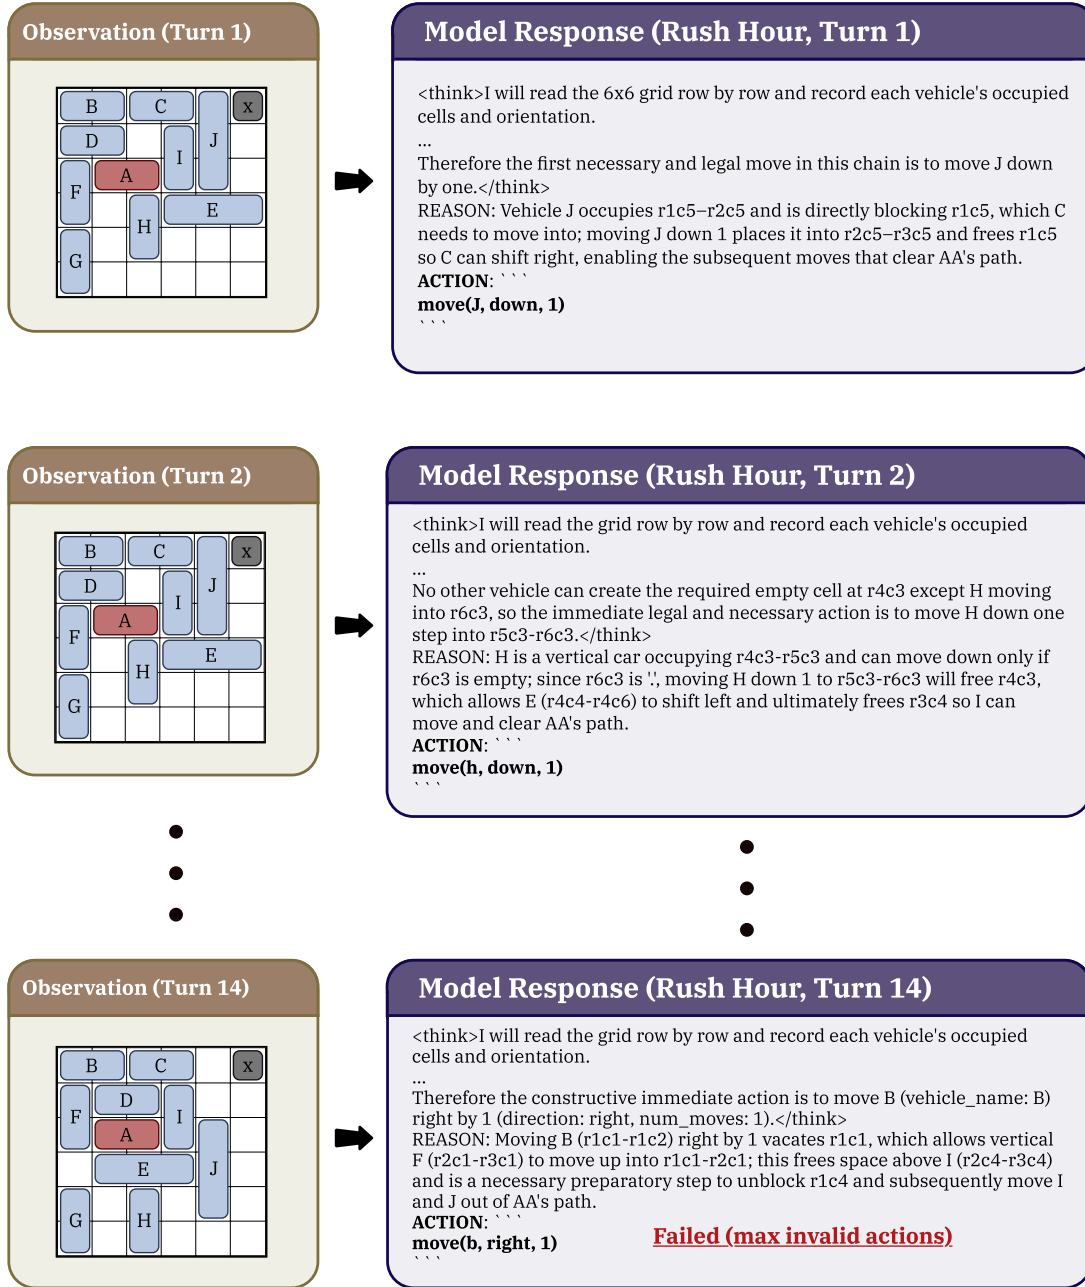 Observation (Turn 1)
B C J x
D I
F A
H E
G
Model Response (Rush Hour, Turn 1)
<think>I will read the 6x6 grid row by row and record each vehicle's occupied
cells and orientation.
...
Therefore the first necessary and legal move in this chain is to move J down
by one.</think>
REASON: Vehicle J occupies r1c5–r2c5 and is directly blocking r1c5, which C
needs to move into; moving J down 1 places it into r2c5–r3c5 and frees r1c5
so C can shift right, enabling the subsequent moves that clear AA's path.
ACTION: ```
move(J, down, 1)
```
Observation (Turn 2)
B C J x
D I
F A
H E
G
Model Response (Rush Hour, Turn 2)
<think>I will read the grid row by row and record each vehicle's occupied
cells and orientation.
...
No other vehicle can create the required empty cell at r4c3 except H moving
into r6c3, so the immediate legal and necessary action is to move H down one
step into r5c3-r6c3.</think>
REASON: H is a vertical car occupying r4c3-r5c3 and can move down only if
r6c3 is empty; since r6c3 is '.', moving H down 1 to r5c3-r6c3 will free r4c3,
which allows E (r4c4-r4c6) to shift left and ultimately frees r3c4 so I can
move and clear AA's path.
ACTION: ```
move(h, down, 1)
```
Observation (Turn 14)
B C x
F D I
A
E J
G H
Model Response (Rush Hour, Turn 14)
<think>I will read the grid row by row and record each vehicle's occupied
cells and orientation.
...
Therefore the constructive immediate action is to move B (vehicle_name: B)
right by 1 (direction: right, num_moves: 1).</think>
REASON: Moving B (r1c1-r1c2) right by 1 vacates r1c1, which allows vertical
F (r2c1-r3c1) to move up into r1c1-r2c1; this frees space above I (r2c4-r3c4)
and is a necessary preparatory step to unblock r1c4 and subsequently move I
and J out of AA's path.
ACTION: ```
move(b, right, 1)
```
Failed (max invalid actions)